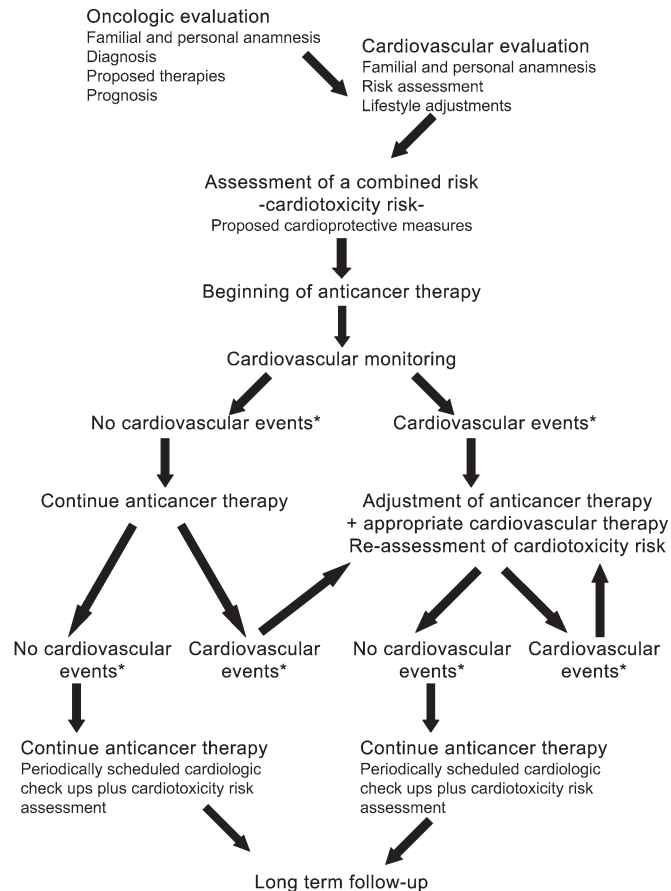 Oncologic evaluation
Familial and personal anamnesis
Diagnosis
Proposed therapies
Prognosis
Cardiovascular evaluation
Familial and personal anamnesis
Risk assessment
Lifestyle adjustments
Assessment of a combined risk
-cardiotoxicity risk-
Proposed cardioprotective measures
Beginning of anticancer therapy
Cardiovascular monitoring
No cardiovascular events*
Cardiovascular events*
Continue anticancer therapy
Adjustment of anticancer therapy
+ appropriate cardiovascular therapy
Re-assessment of cardiotoxicity risk
No cardiovascular
events*
Cardiovascular
events*
No cardiovascular
events*
Cardiovascular
events*
Continue anticancer therapy
Periodically scheduled cardiologic
check ups plus cardiotoxicity risk
assessment
Continue anticancer therapy
Periodically scheduled cardiologic
check ups plus cardiotoxicity risk
assessment
Long term follow-up